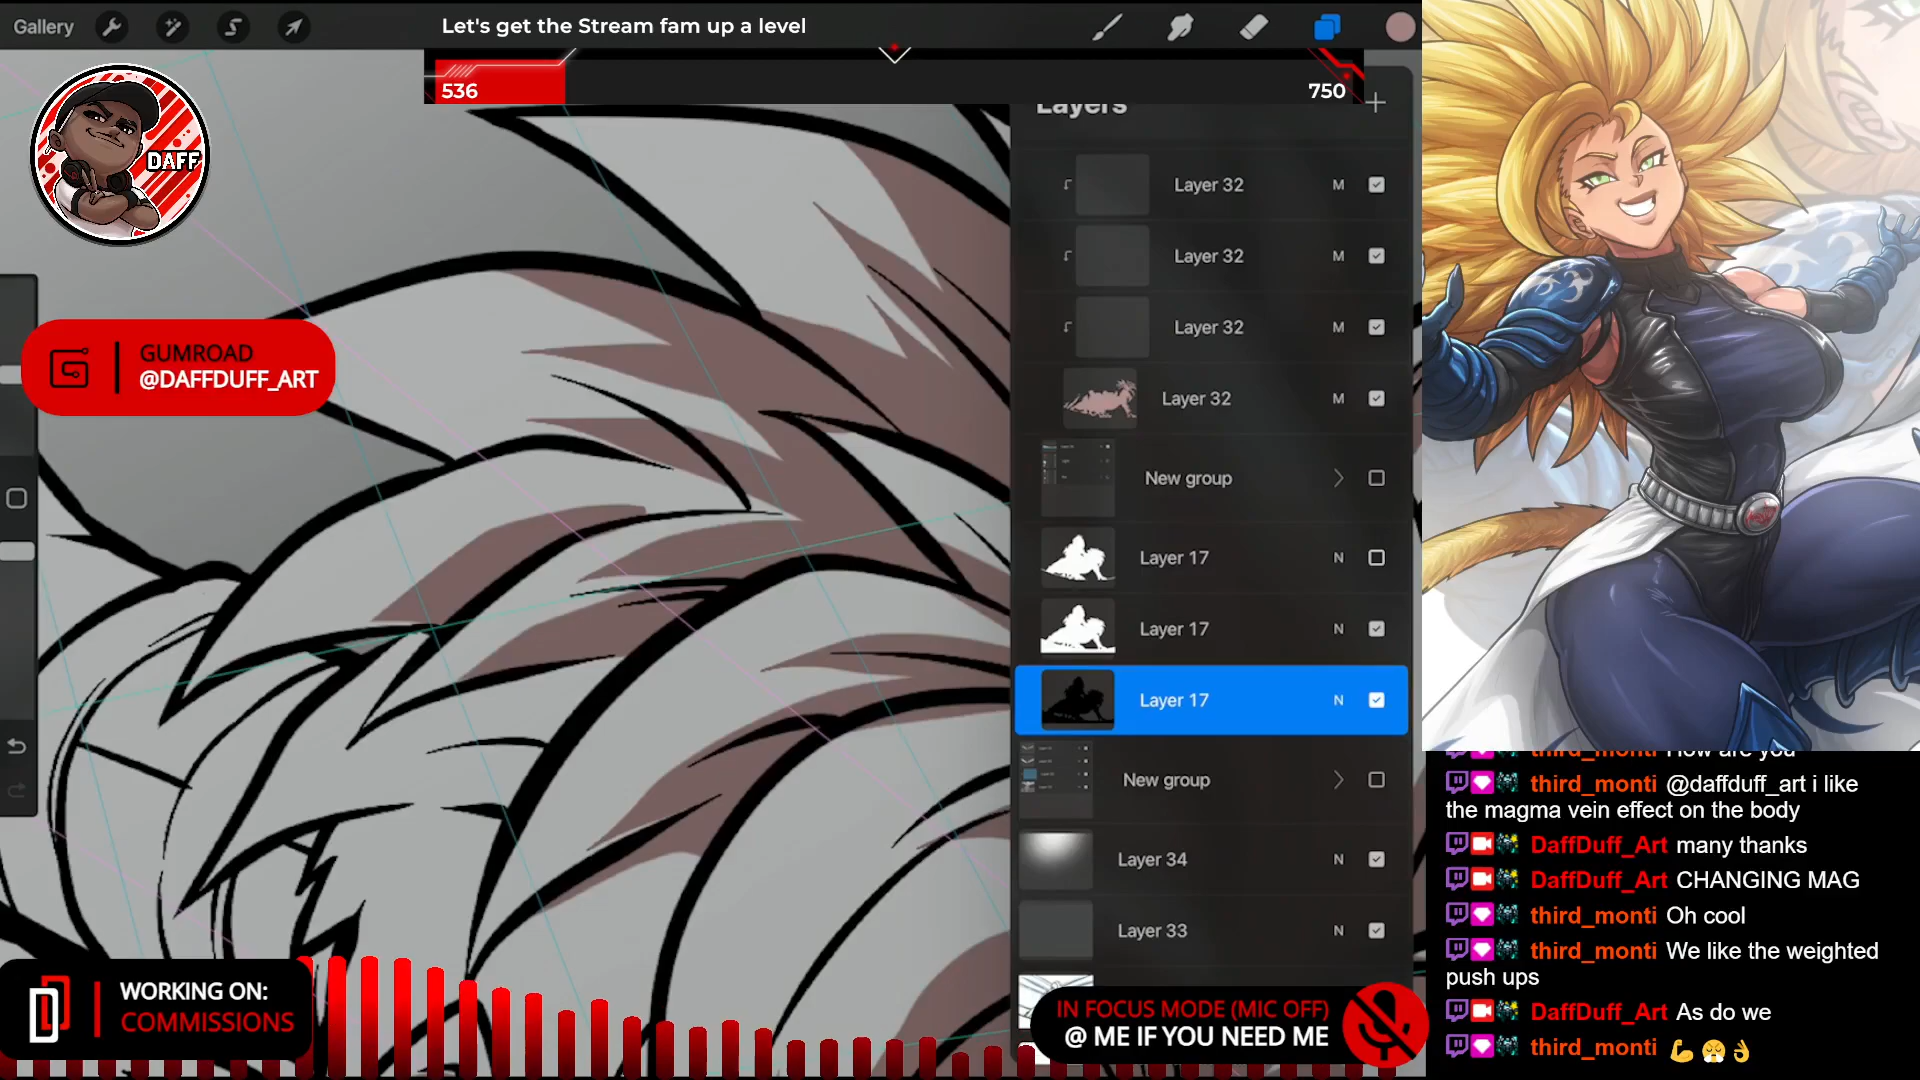 Gallery
Let's get the Stream fam up a level
536
750
DAFF
GUMROAD
@DAFFDUFF_ART
Layers
Layer 32 M
Layer 32 M
Layer 32 M
Layer 32 M
New group
Layer 17 N
Layer 17 N
Layer 17 N
New group
Layer 34 N
Layer 33 N
WORKING ON:
COMMISSIONS
IN FOCUS MODE (MIC OFF)
@ ME IF YOU NEED ME
third_monti How are you
third_monti @daffduff_art i like
the magma vein effect on the body
DaffDuff_Art many thanks
DaffDuff_Art CHANGING MAG
third_monti Oh cool
third_monti We like the weighted
push ups
DaffDuff_Art As do we
third_monti 💪 😤 👌